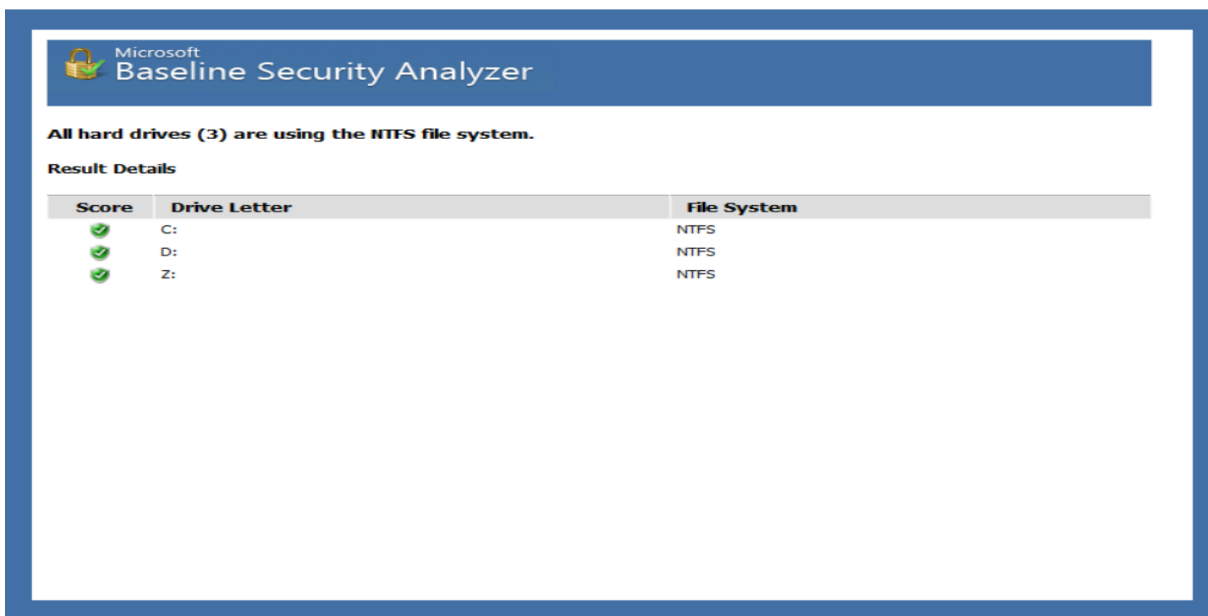 Microsoft
Baseline Security Analyzer
All hard drives (3) are using the NTFS file system.
Result Details
Score Drive Letter File System
C: NTFS
D: NTFS
Z: NTFS